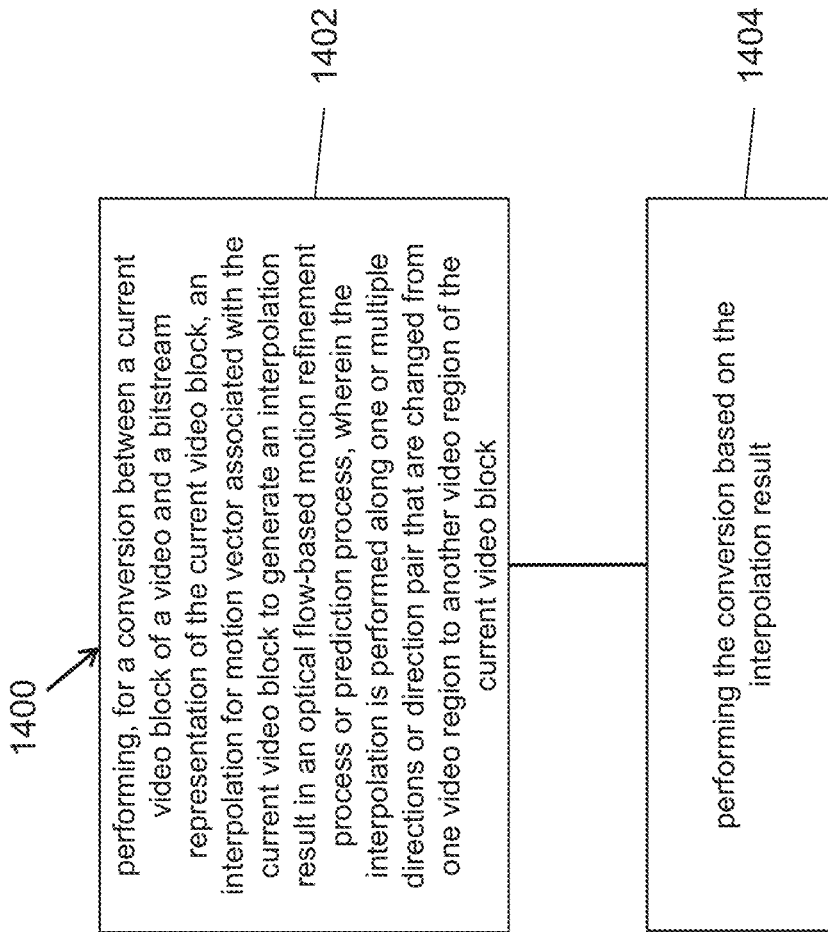 1400
performing, for a conversion between a current
video block of a video and a bitstream
representation of the current video block, an
interpolation for motion vector associated with the
current video block to generate an interpolation
result in an optical flow-based motion refinement
process or prediction process, wherein the
interpolation is performed along one or multiple
directions or direction pair that are changed from
one video region to another video region of the
current video block
1402
performing the conversion based on the
interpolation result
1404